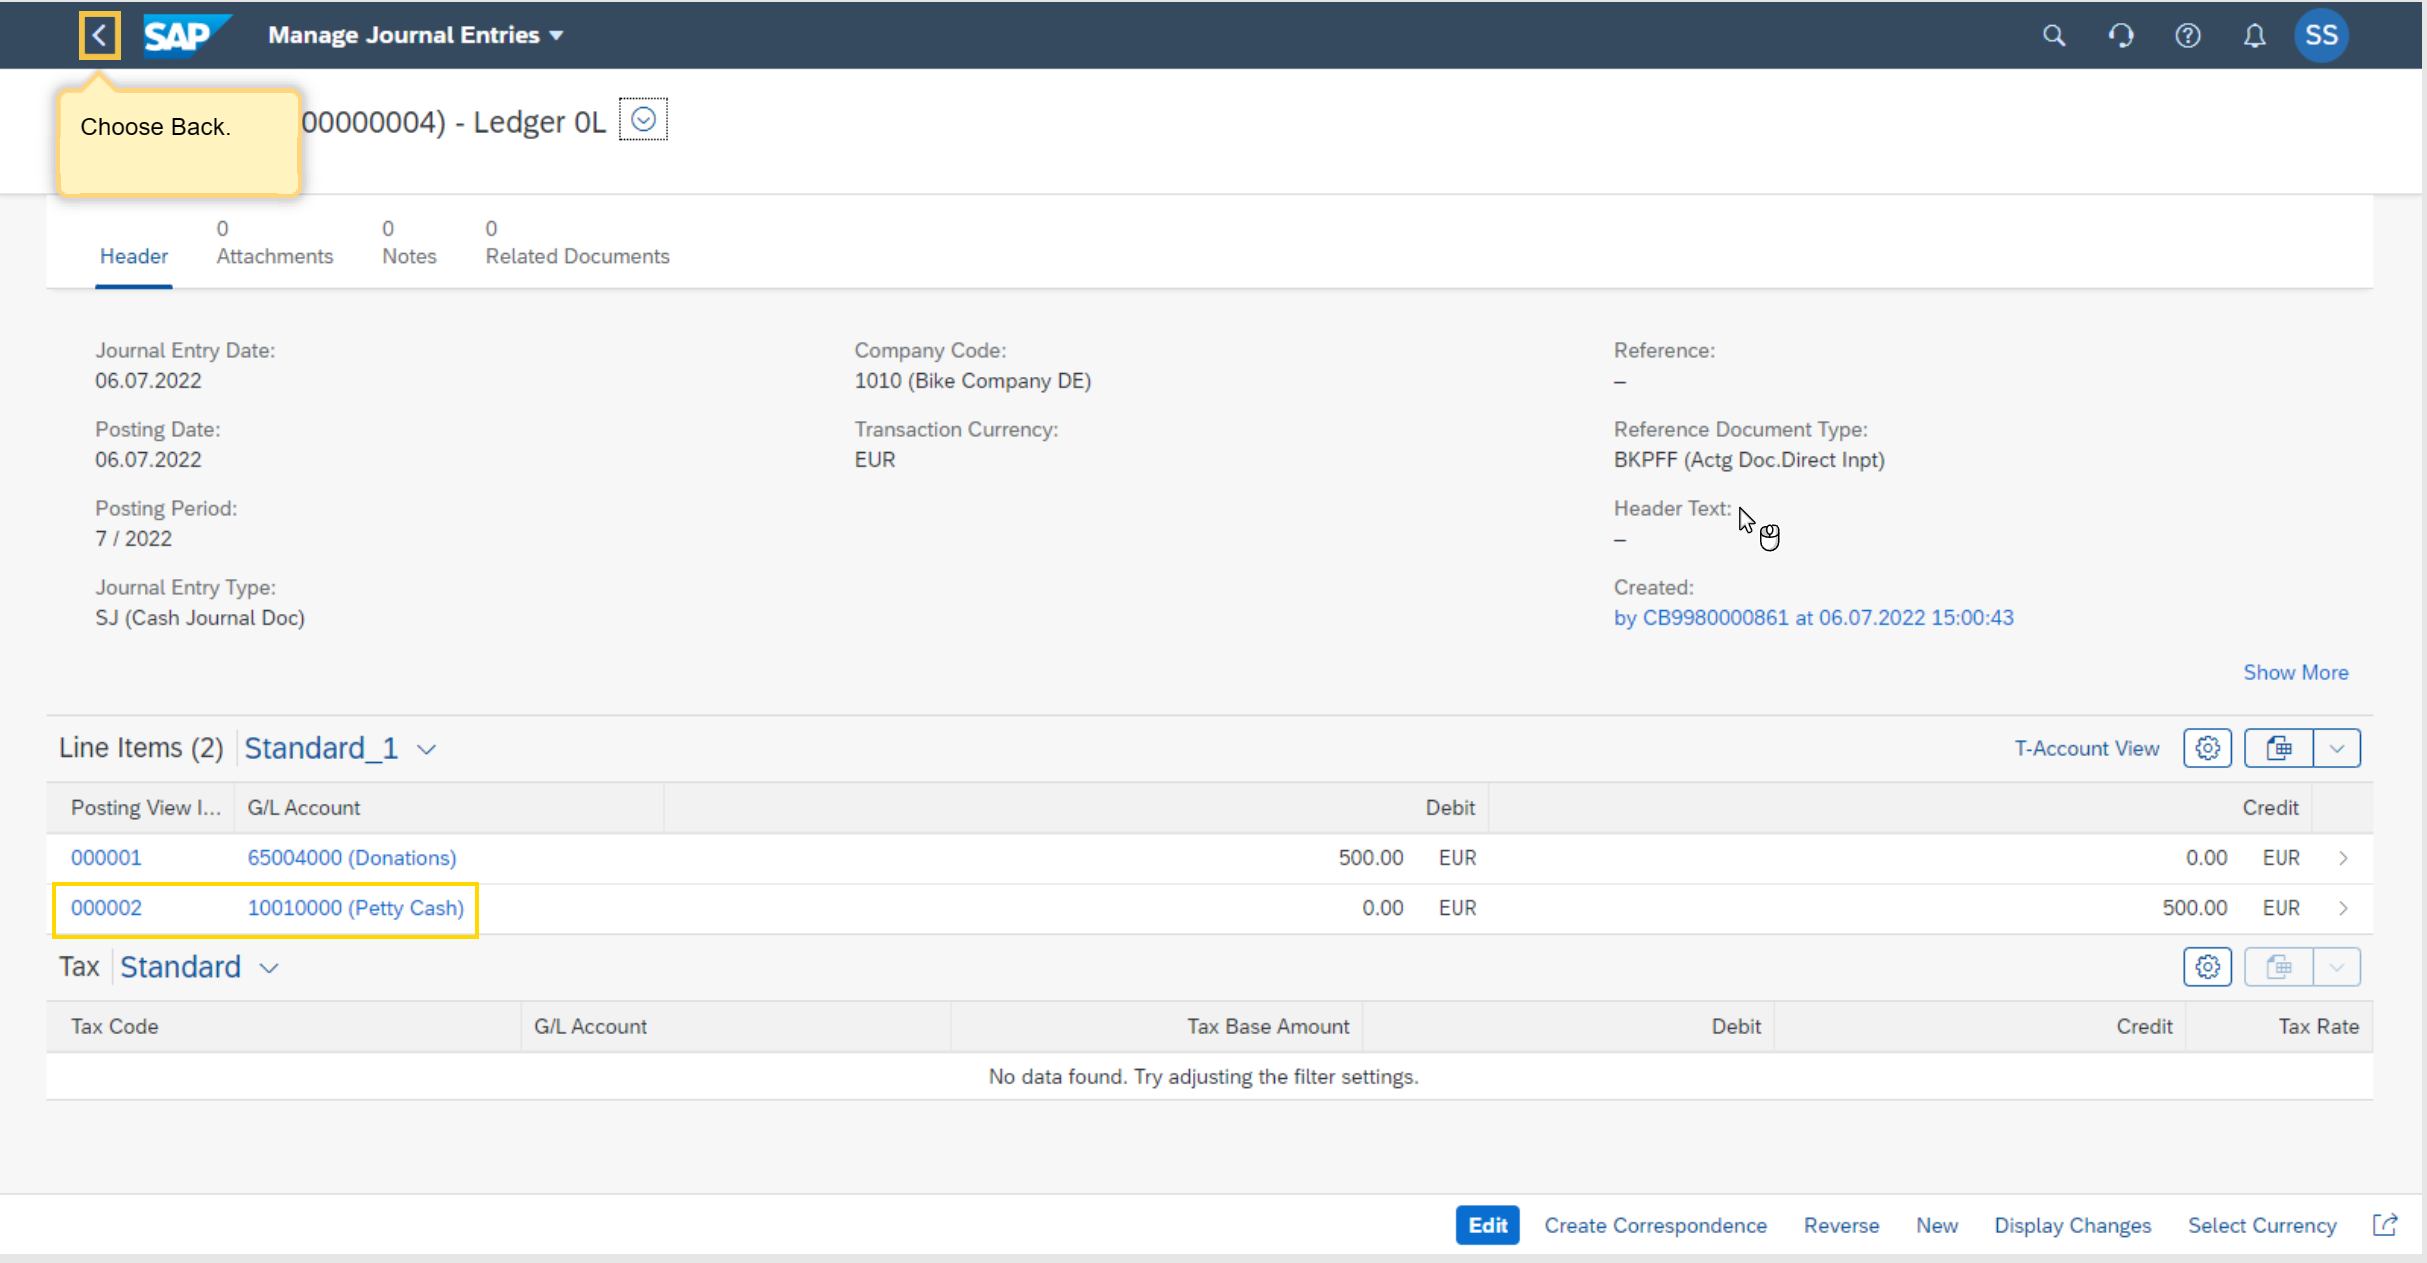 SAP Manage Journal Entries SS
Choose Back.
00000004) - Ledger 0L
0 0 0
Header Attachments Notes Related Documents
Journal Entry Date: Company Code: Reference:
06.07.2022 1010 (Bike Company DE) –
Posting Date: Transaction Currency: Reference Document Type:
06.07.2022 EUR BKPFF (Actg Doc.Direct Inpt)
Posting Period: Header Text:
7 / 2022 –
Journal Entry Type: Created:
SJ (Cash Journal Doc) by CB9980000861 at 06.07.2022 15:00:43
Show More
Line Items (2) Standard_1 T-Account View
Posting View I... G/L Account Debit Credit
000001 65004000 (Donations) 500.00 EUR 0.00 EUR
000002 10010000 (Petty Cash) 0.00 EUR 500.00 EUR
Tax Standard
Tax Code G/L Account Tax Base Amount Debit Credit Tax Rate
No data found. Try adjusting the filter settings.
Edit Create Correspondence Reverse New Display Changes Select Currency